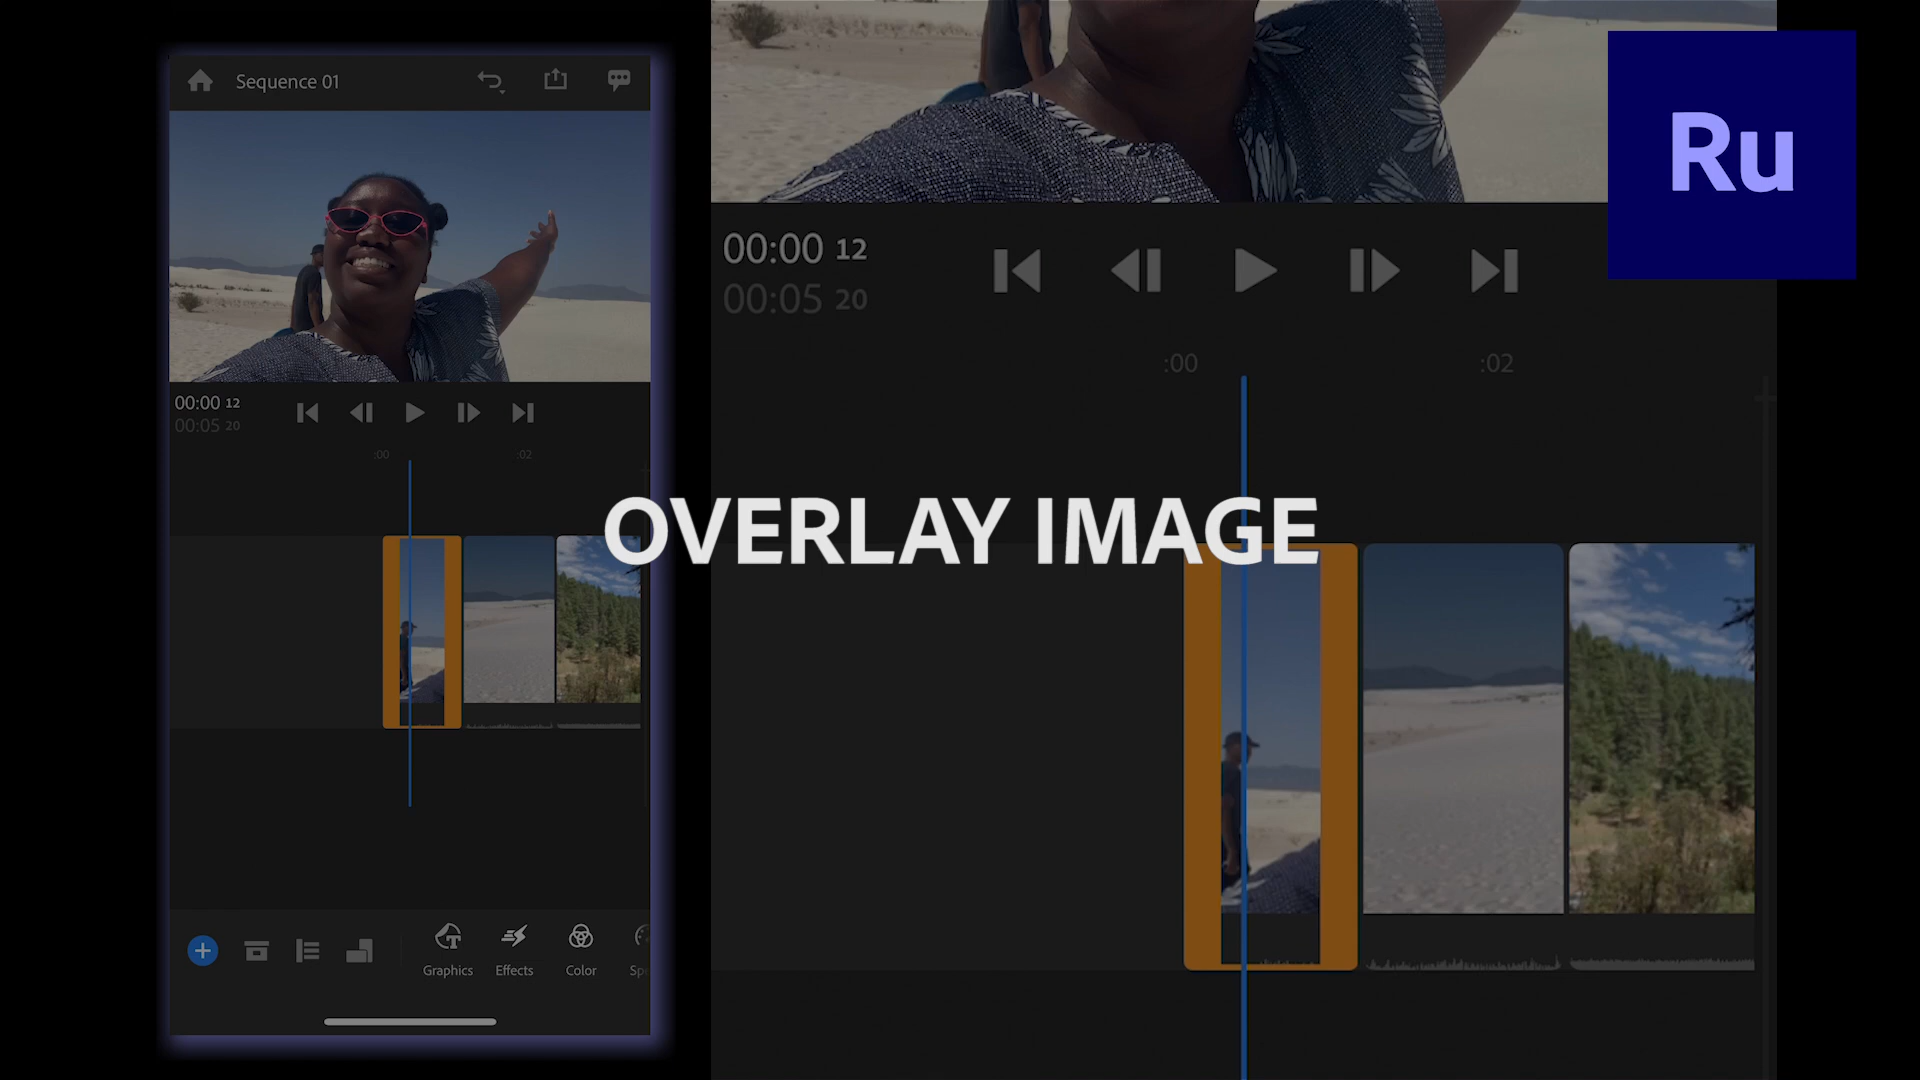 Sequence 01
00:00 12
00:05 20
:00
:02
Graphics
Effects
Color
Spe
00:00 12
00:05 20
:00
:02
OVERLAY IMAGE
Ru